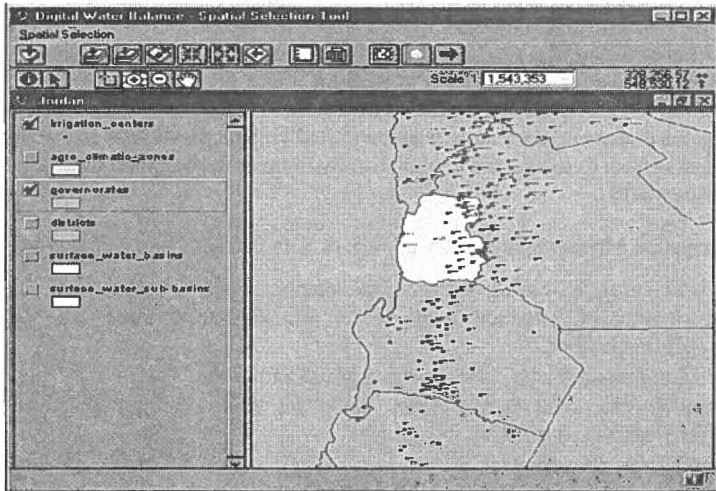 Digital Water Balance - Spatial Selection Tool
Spatial Selection
Scale 1: 1,543,353
Jordan
irrigation_centers
agro_climatic_zones
governorates
districts
surface_water_basins
surface_water_sub-basins